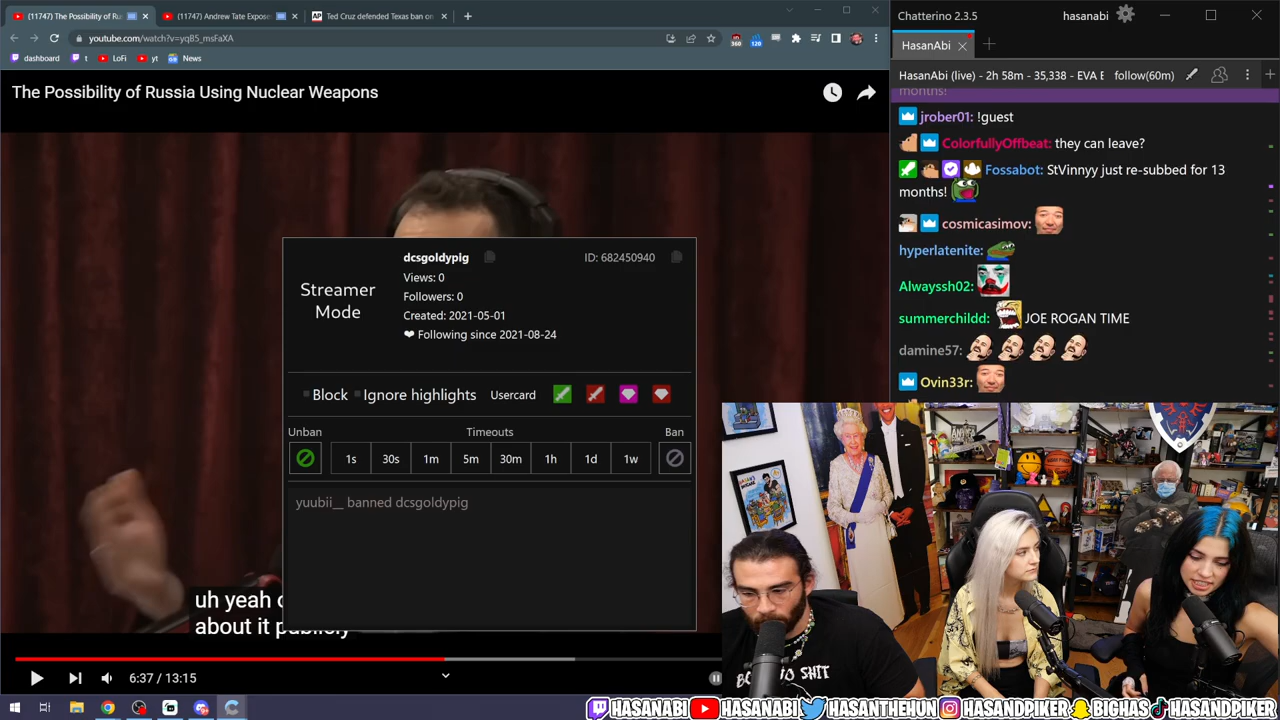 (11747) The Possibility of Ru
(11747) Andrew Tate Expose
AP
Ted Cruz defended Texas ban on
youtube.com/watch?v=yqB5_msFaXA
360
120
dashboard
t
LoFi
yt
News
The Possibility of Russia Using Nuclear Weapons
dcsgoldypig
ID: 682450940
Views: 0
Followers: 0
Created: 2021-05-01
❤ Following since 2021-08-24
Streamer
Mode
Block
Ignore highlights
Usercard
Unban
Timeouts
Ban
1s
30s
1m
5m
30m
1h
1d
1w
yuubii__ banned dcsgoldypig
uh yeah
about it publicly
6:37 / 13:15
Chatterino 2.3.5
hasanabi
HasanAbi
HasanAbi (live) - 2h 58m - 35,338 - EVA E
follow(60m)
months!
jrober01: !guest
ColorfullyOffbeat: they can leave?
Fossabot: StVinnyy just re-subbed for 13
months!
cosmicasimov:
hyperlatenite:
Alwayssh02:
summerchildd: JOE ROGAN TIME
damine57:
Ovin33r:
HASANABI
HASANABI
HASANTHEHUN
HASANDPIKER
BIGHAS
HASANDPIKER